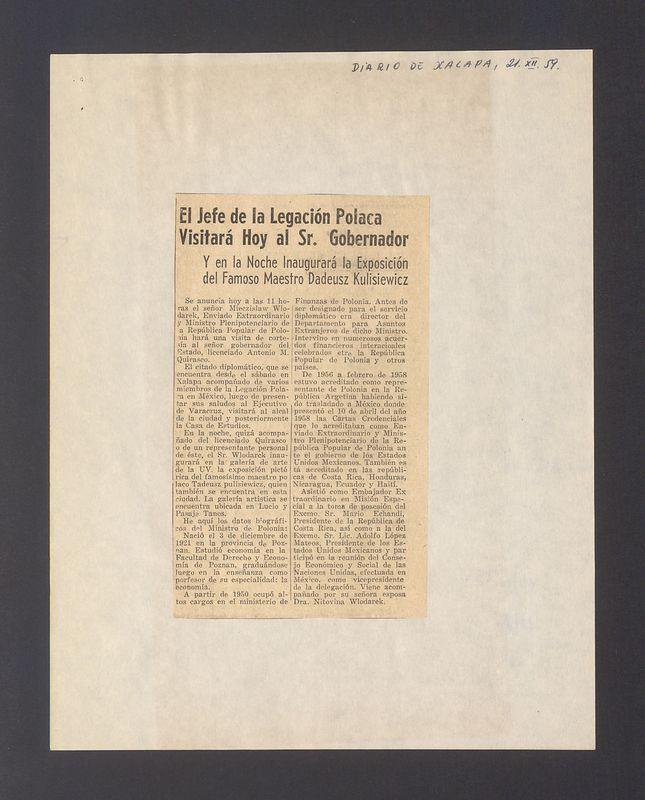 DIARIO DE XALAPA, 21.XII.59.
El Jefe de la Legación Polaca
Visitará Hoy al Sr. Gobernador
Y en la Noche Inaugurará la Exposición
del Famoso Maestro Dadeusz Kulisiewicz
Se anuncia hoy a las 11 ho-
ras el señor Mieczislaw Wlo-
darek, Enviado Extraordinario
y Ministro Plenipotenciario de
a República Popular de Polo-
nia hará una visita de corte-
sía al señor gobernador del
Estado, licenciado Antonio M.
Quirasco.
El citado diplomático, que se
encuentra desde el sábado en
Xalapa acompañado de varios
miembros de la Legación Pola-
ca en México, luego de presen-
tar sus saludos al Ejecutivo
de Varacruz, visitará al alcal
de la ciudad y posteriormente
la Casa de Estudios.
En la noche, quizá acompa-
ñado del licenciado Quirasco
o de un representante personal
de éste, el Sr. Wlodarek inau-
gurará en la galería de arte
de la UV. la exposición pictó
rica del famosísimo maestro po
laco Tadeusz pulisiewicz, quien
también se encuentra en esta
ciudad. La galería artística se
encuentra ubicada en Lucio y
Pasaje Tanos.
He aquí los datos biográfi-
cos del Ministro de Polonia:
Nació el 3 de diciembre de
1921 en la provincia de Poz-
nan. Estudió economía en la
Facultad de Derecho y Econo-
mía de Poznan, graduándose
luego en la enseñanza como
porfesor de su especialidad: la
economía.
A partir de 1950 ocupó al-
tos cargos en el ministerio de
Finanzas de Polonia. Antes de
ser designado para el servicio
diplomático era director del
Departamento para Asuntos
Extranjeros de dicho Ministro.
Intervino en numerosos acuer-
dos financieros interacionales
celebrados etre la República
Popular de Polonia y otros
países.
De 1956 a febrero de 1958
estuvo acreditado como repre-
sentante de Polonia en la Re-
pública Argetina habiendo si-
do trasladado a México donde
presentó el 10 de abril del año
1958 las Cartas Credenciales
que lo acreditaban como En-
viado Extraordinario y Minis-
tro Plenipotenciario de la Re-
pública Popular de Polonia an
te el gobierno de los Estados
Unidos Mexicanos. También es
tá acreditado en las repúbli-
cas de Costa Rica, Honduras,
Nicaragua, Ecuador y Haití.
Asistió como Embajador Ex
traordinario en Misión Espe-
cial a la toma de posesión del
Excmo. Sr. Mario Echandi,
Presidente de la República de
Costa Rica, así como a la del
Exemo. Sr. Lic. Adolfo López
Mateos, Presidente de los Es-
tados Unidos Mexicanos y par
ticipó en la reunión del Conse-
jo Económico y Social de las
Naciones Unidas, efectuada en
México, como vicepresidente
de la delegación. Viene acom-
pañado por su señora esposa
Dra. Nitovina Wlodarek.